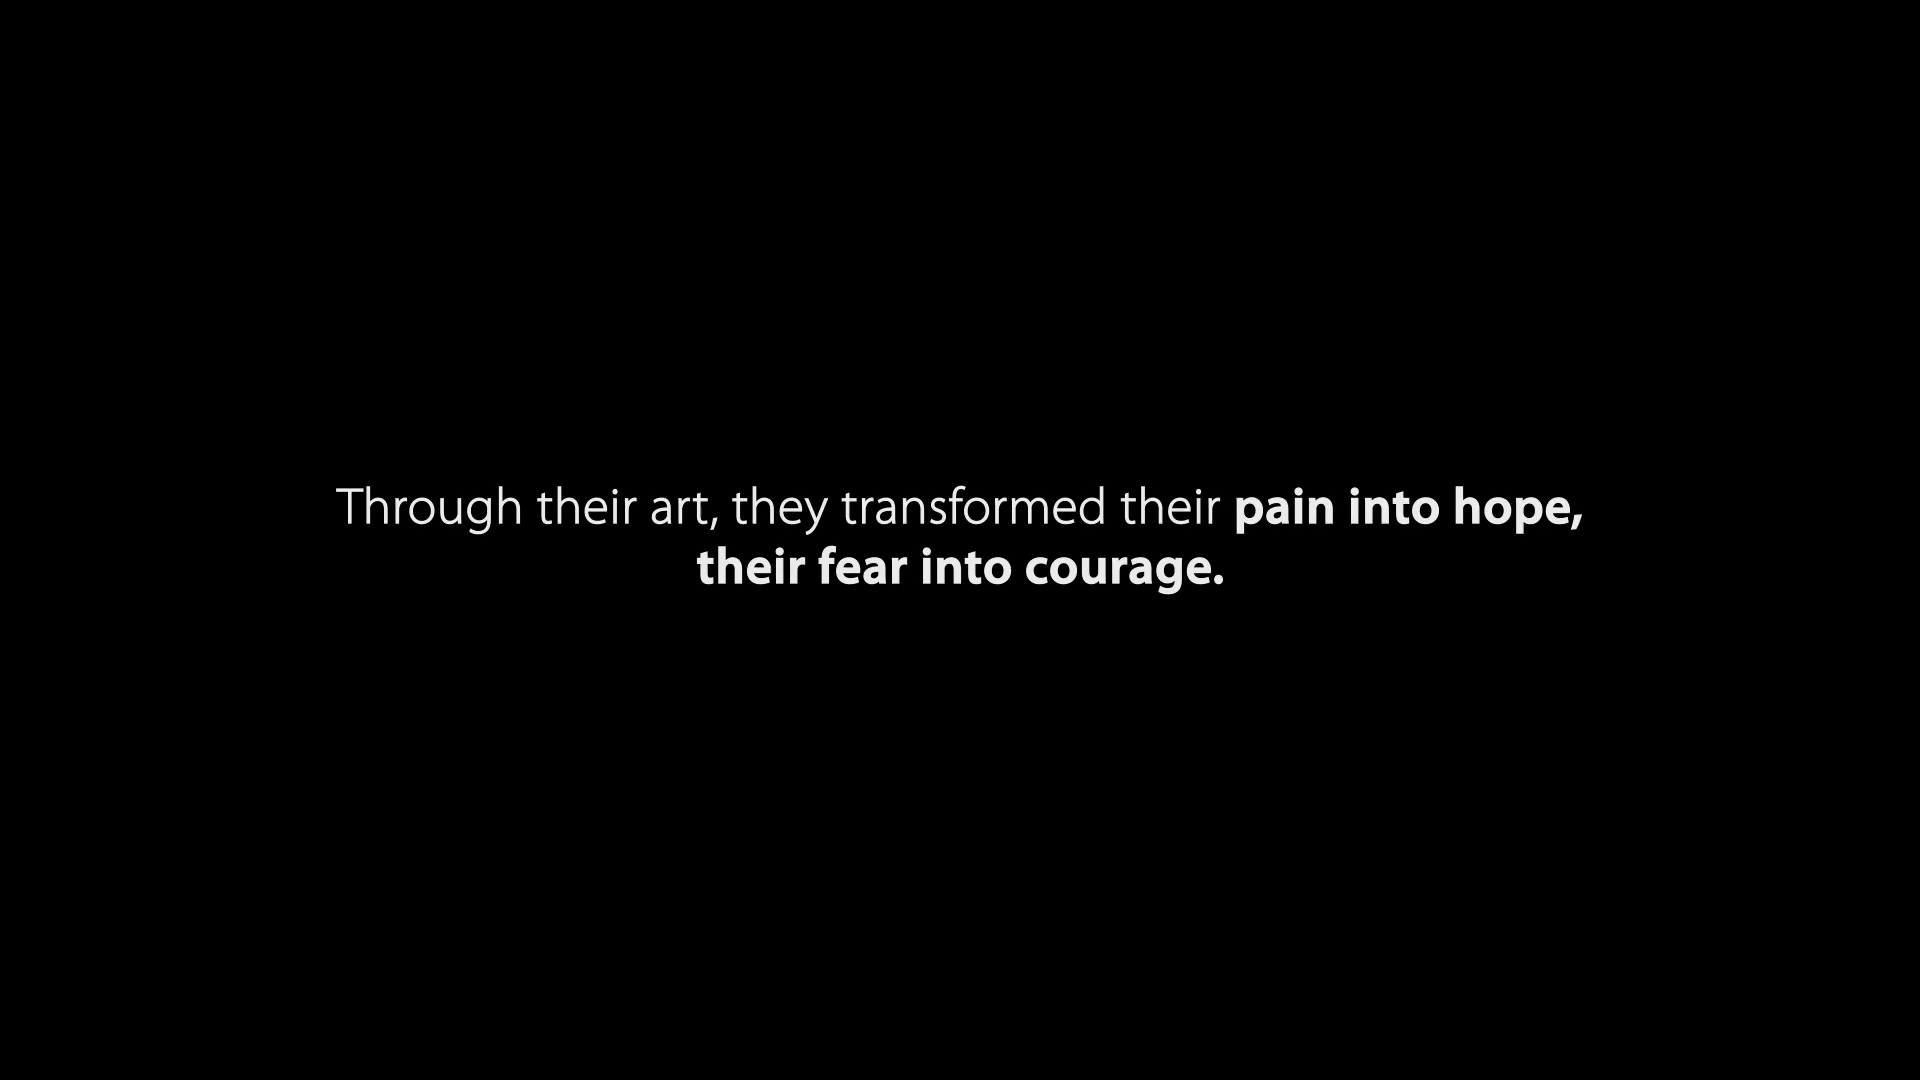 Through their art, they transformed their pain into hope,
their fear into courage.